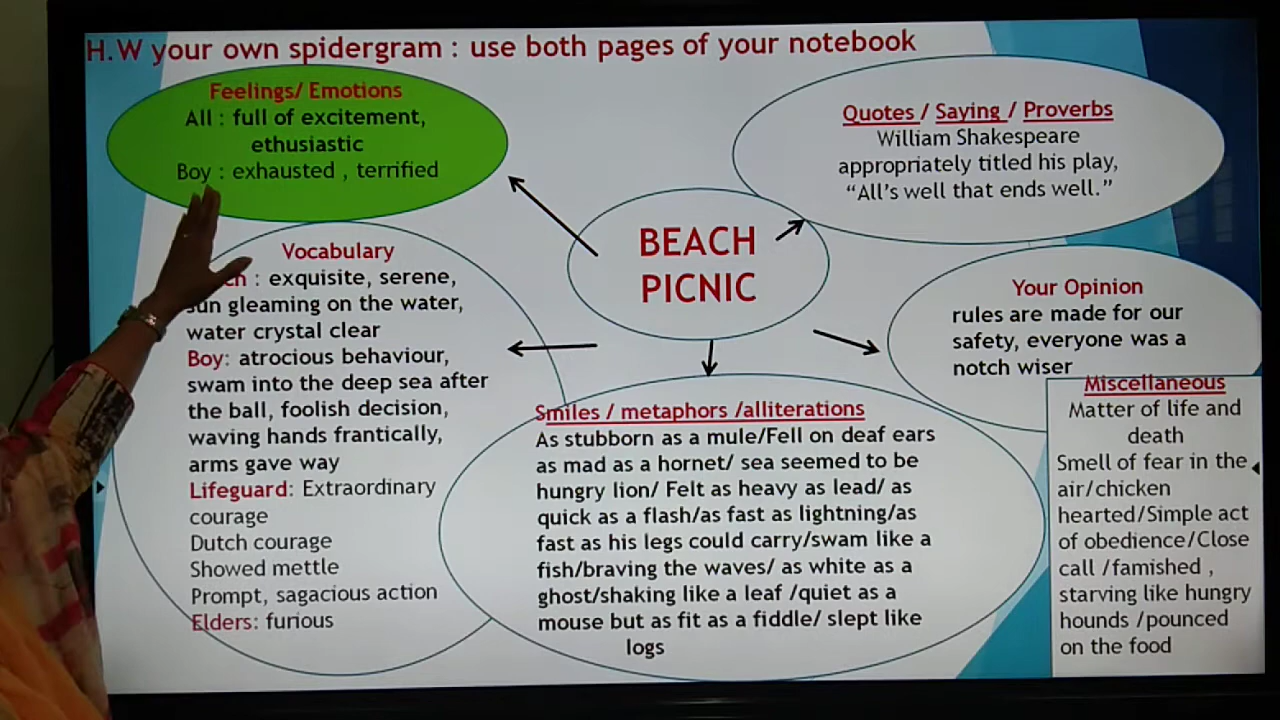 H.W your own spidergram : use both pages of your notebook
Feelings/ Emotions
All : full of excitement,
ethusiastic
Boy : exhausted , terrified
Quotes / Saying / Proverbs
William Shakespeare
appropriately titled his play,
“All’s well that ends well.”
BEACH
PICNIC
Vocabulary
: exquisite, serene,
sun gleaming on the water,
water crystal clear
Boy: atrocious behaviour,
swam into the deep sea after
the ball, foolish decision,
waving hands frantically,
arms gave way
Lifeguard: Extraordinary
courage
Dutch courage
Showed mettle
Prompt, sagacious action
Elders: furious
Your Opinion
rules are made for our
safety, everyone was a
notch wiser
Smiles / metaphors /alliterations
As stubborn as a mule/Fell on deaf ears
as mad as a hornet/ sea seemed to be
hungry lion/ Felt as heavy as lead/ as
quick as a flash/as fast as lightning/as
fast as his legs could carry/swam like a
fish/braving the waves/ as white as a
ghost/shaking like a leaf /quiet as a
mouse but as fit as a fiddle/ slept like
logs
Miscellaneous
Matter of life and
death
Smell of fear in the
air/chicken
hearted/Simple act
of obedience/Close
call /famished ,
starving like hungry
hounds /pounced
on the food